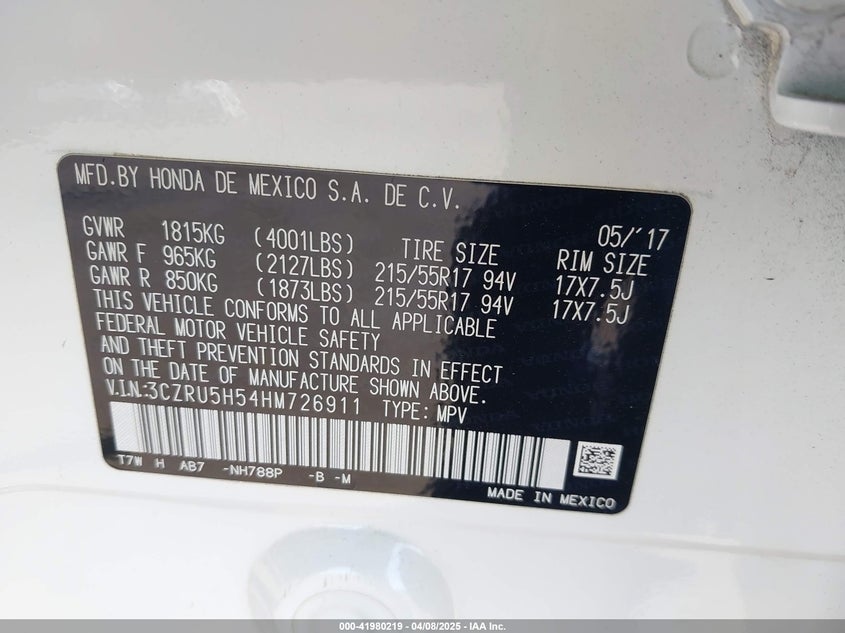 MFD.BY HONDA DE MEXICO S.A. DE C.V.
05/'17
GVWR 1815KG (4001LBS) TIRE SIZE RIM SIZE
GAWR F 965KG (2127LBS) 215/55R17 94V 17X7.5J
GAWR R 850KG (1873LBS) 215/55R17 94V 17X7.5J
THIS VEHICLE CONFORMS TO ALL APPLICABLE
FEDERAL MOTOR VEHICLE SAFETY
AND THEFT PREVENTION STANDARDS IN EFFECT
ON THE DATE OF MANUFACTURE SHOWN ABOVE.
V.I.N:3CZRU5H54HM726911 TYPE: MPV
T7W H AB7 -NH788P -B -M
MADE IN MEXICO
000-41980219 - 04/08/2025 - IAA Inc.